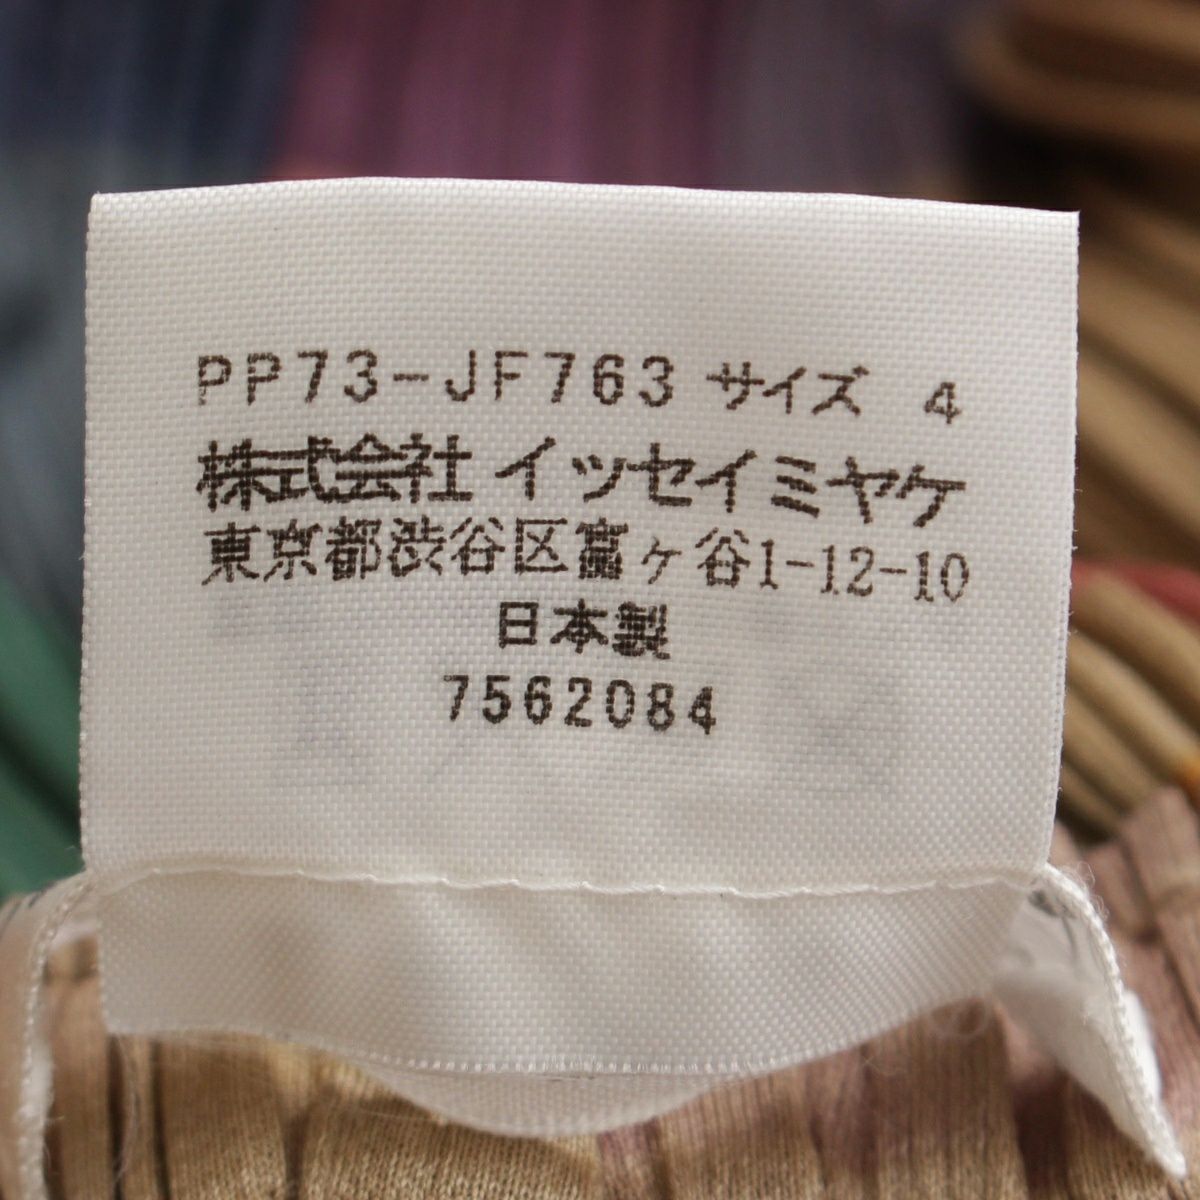 PP73-JF763 サイズ 4
株式会社 イッセイミヤケ
東京都渋谷区富ヶ谷1-12-10
日本製
7562084